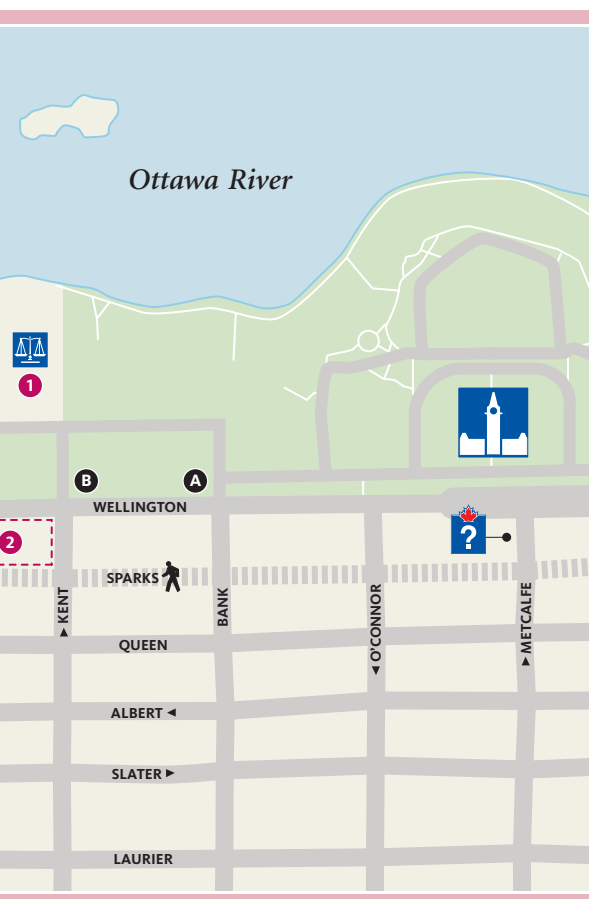 Ottawa River
1
B
A
WELLINGTON
2
?
SPARKS
KENT
BANK
O'CONNOR
METCALFE
QUEEN
ALBERT
SLATER
LAURIER